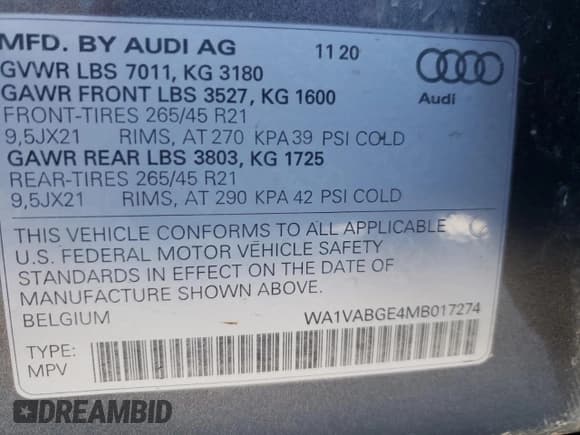 MFD. BY AUDI AG 11 20
GVWR LBS 7011, KG 3180
GAWR FRONT LBS 3527, KG 1600
FRONT-TIRES 265/45 R21
9,5JX21 RIMS, AT 270 KPA 39 PSI COLD
GAWR REAR LBS 3803, KG 1725
REAR-TIRES 265/45 R21
9,5JX21 RIMS, AT 290 KPA 42 PSI COLD
Audi
THIS VEHICLE CONFORMS TO ALL APPLICABLE
U.S. FEDERAL MOTOR VEHICLE SAFETY
STANDARDS IN EFFECT ON THE DATE OF
MANUFACTURE SHOWN ABOVE.
BELGIUM WA1VABGE4MB017274
TYPE:
MPV
DREAMBID